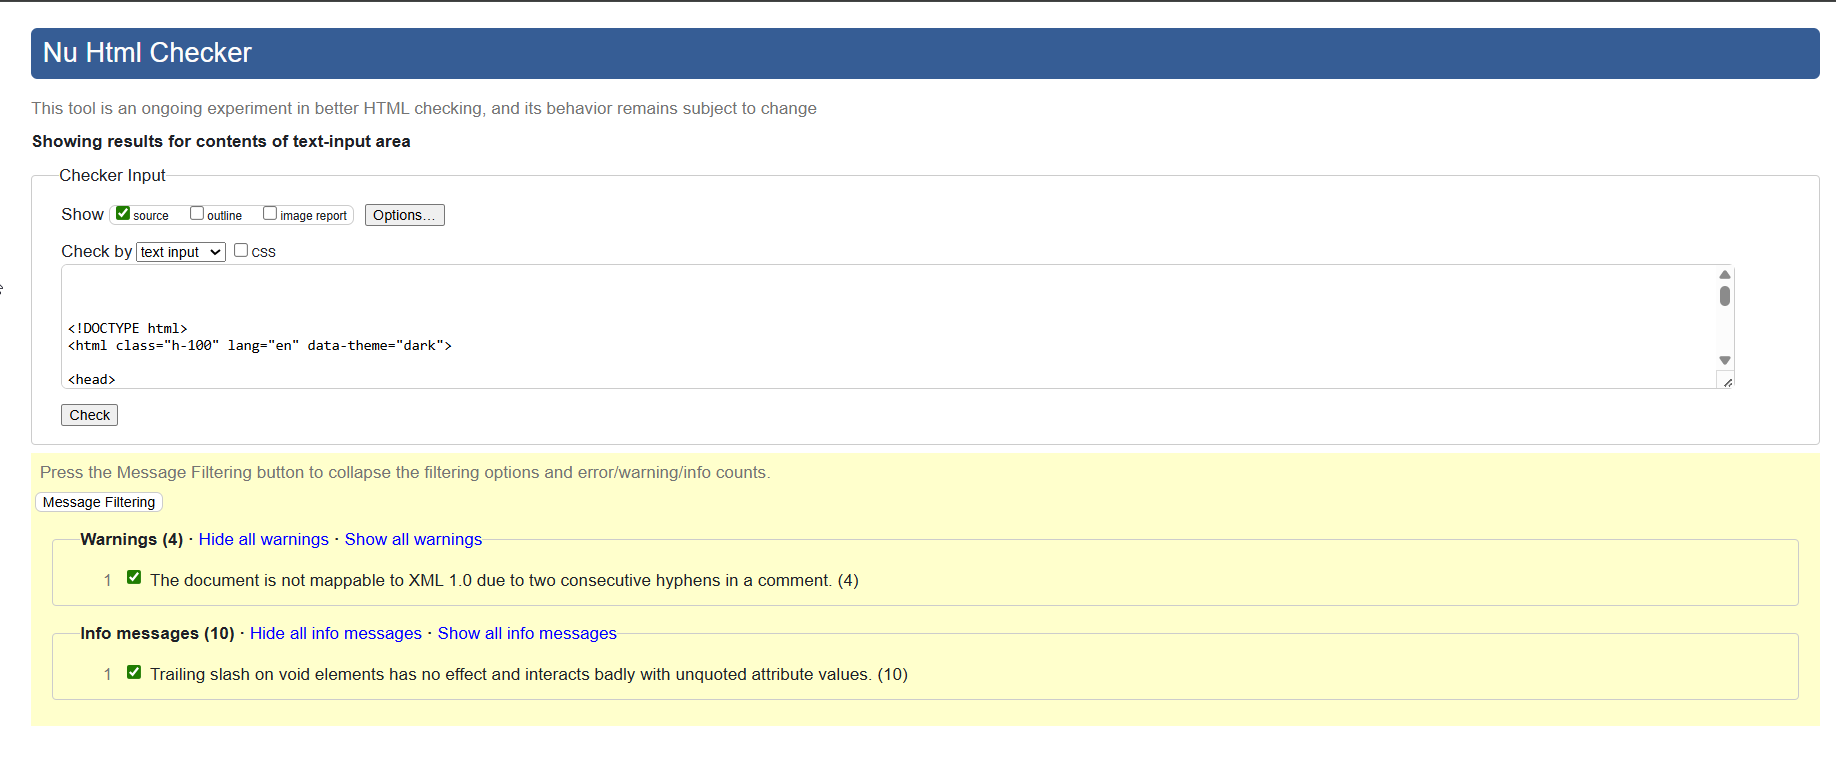 Nu Html Checker
This tool is an ongoing experiment in better HTML checking, and its behavior remains subject to change
Showing results for contents of text-input area
Checker Input
Show source outline image report Options...
Check by text input CSS
<!DOCTYPE html>
<html class="h-100" lang="en" data-theme="dark">
<head>
Check
Press the Message Filtering button to collapse the filtering options and error/warning/info counts.
Message Filtering
Warnings (4) · Hide all warnings · Show all warnings
1 The document is not mappable to XML 1.0 due to two consecutive hyphens in a comment. (4)
Info messages (10) · Hide all info messages · Show all info messages
1 Trailing slash on void elements has no effect and interacts badly with unquoted attribute values. (10)